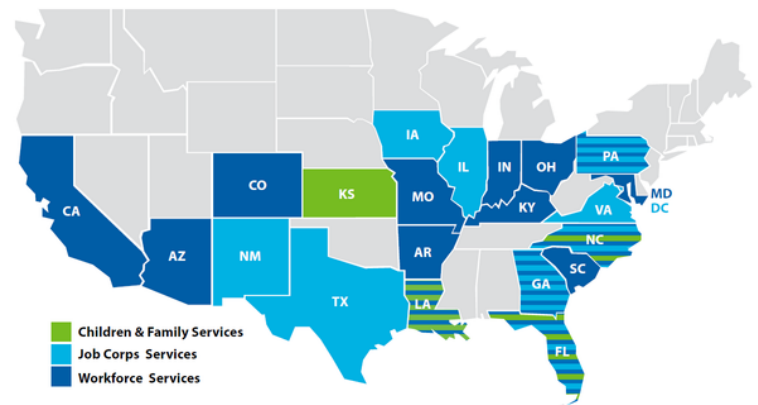 IA
PA
IL
IN
OH
CO
KS
MO
MD
CA
KY
VA
DC
NC
AZ
NM
AR
SC
GA
TX
LA
FL
Children & Family Services
Job Corps Services
Workforce Services